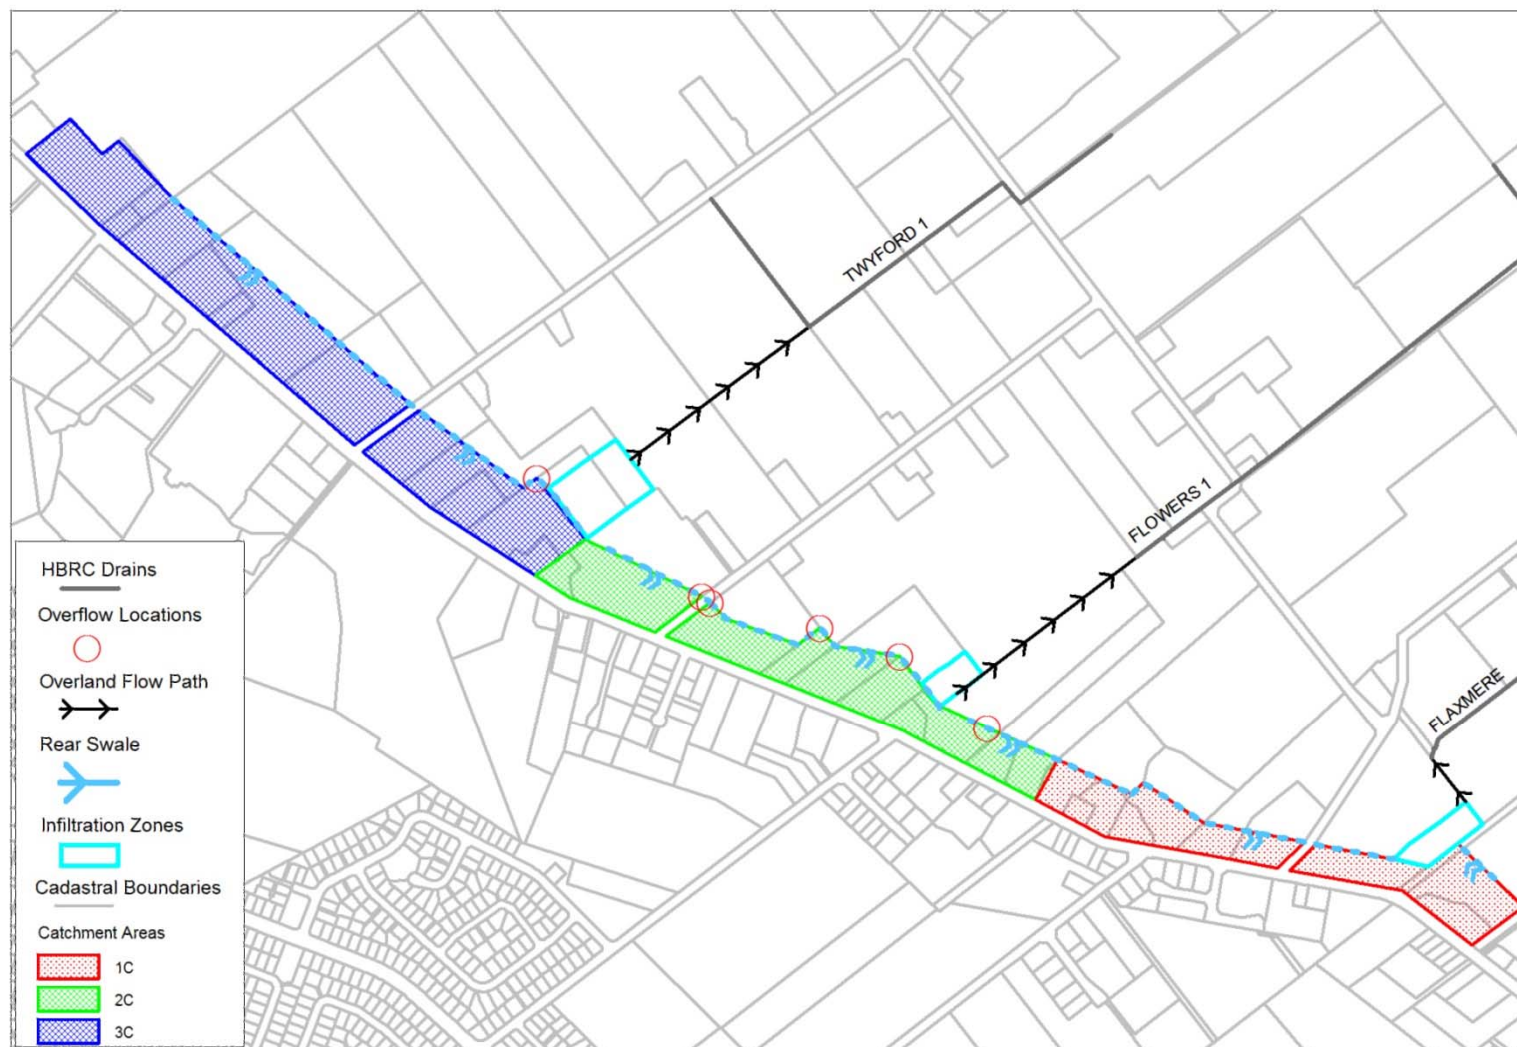 TWYFORD 1
FLOWERS 1
FLAXMERE
HBRC Drains
Overflow Locations
Overland Flow Path
Rear Swale
Infiltration Zones
Cadastral Boundaries
Catchment Areas
1C
2C
3C